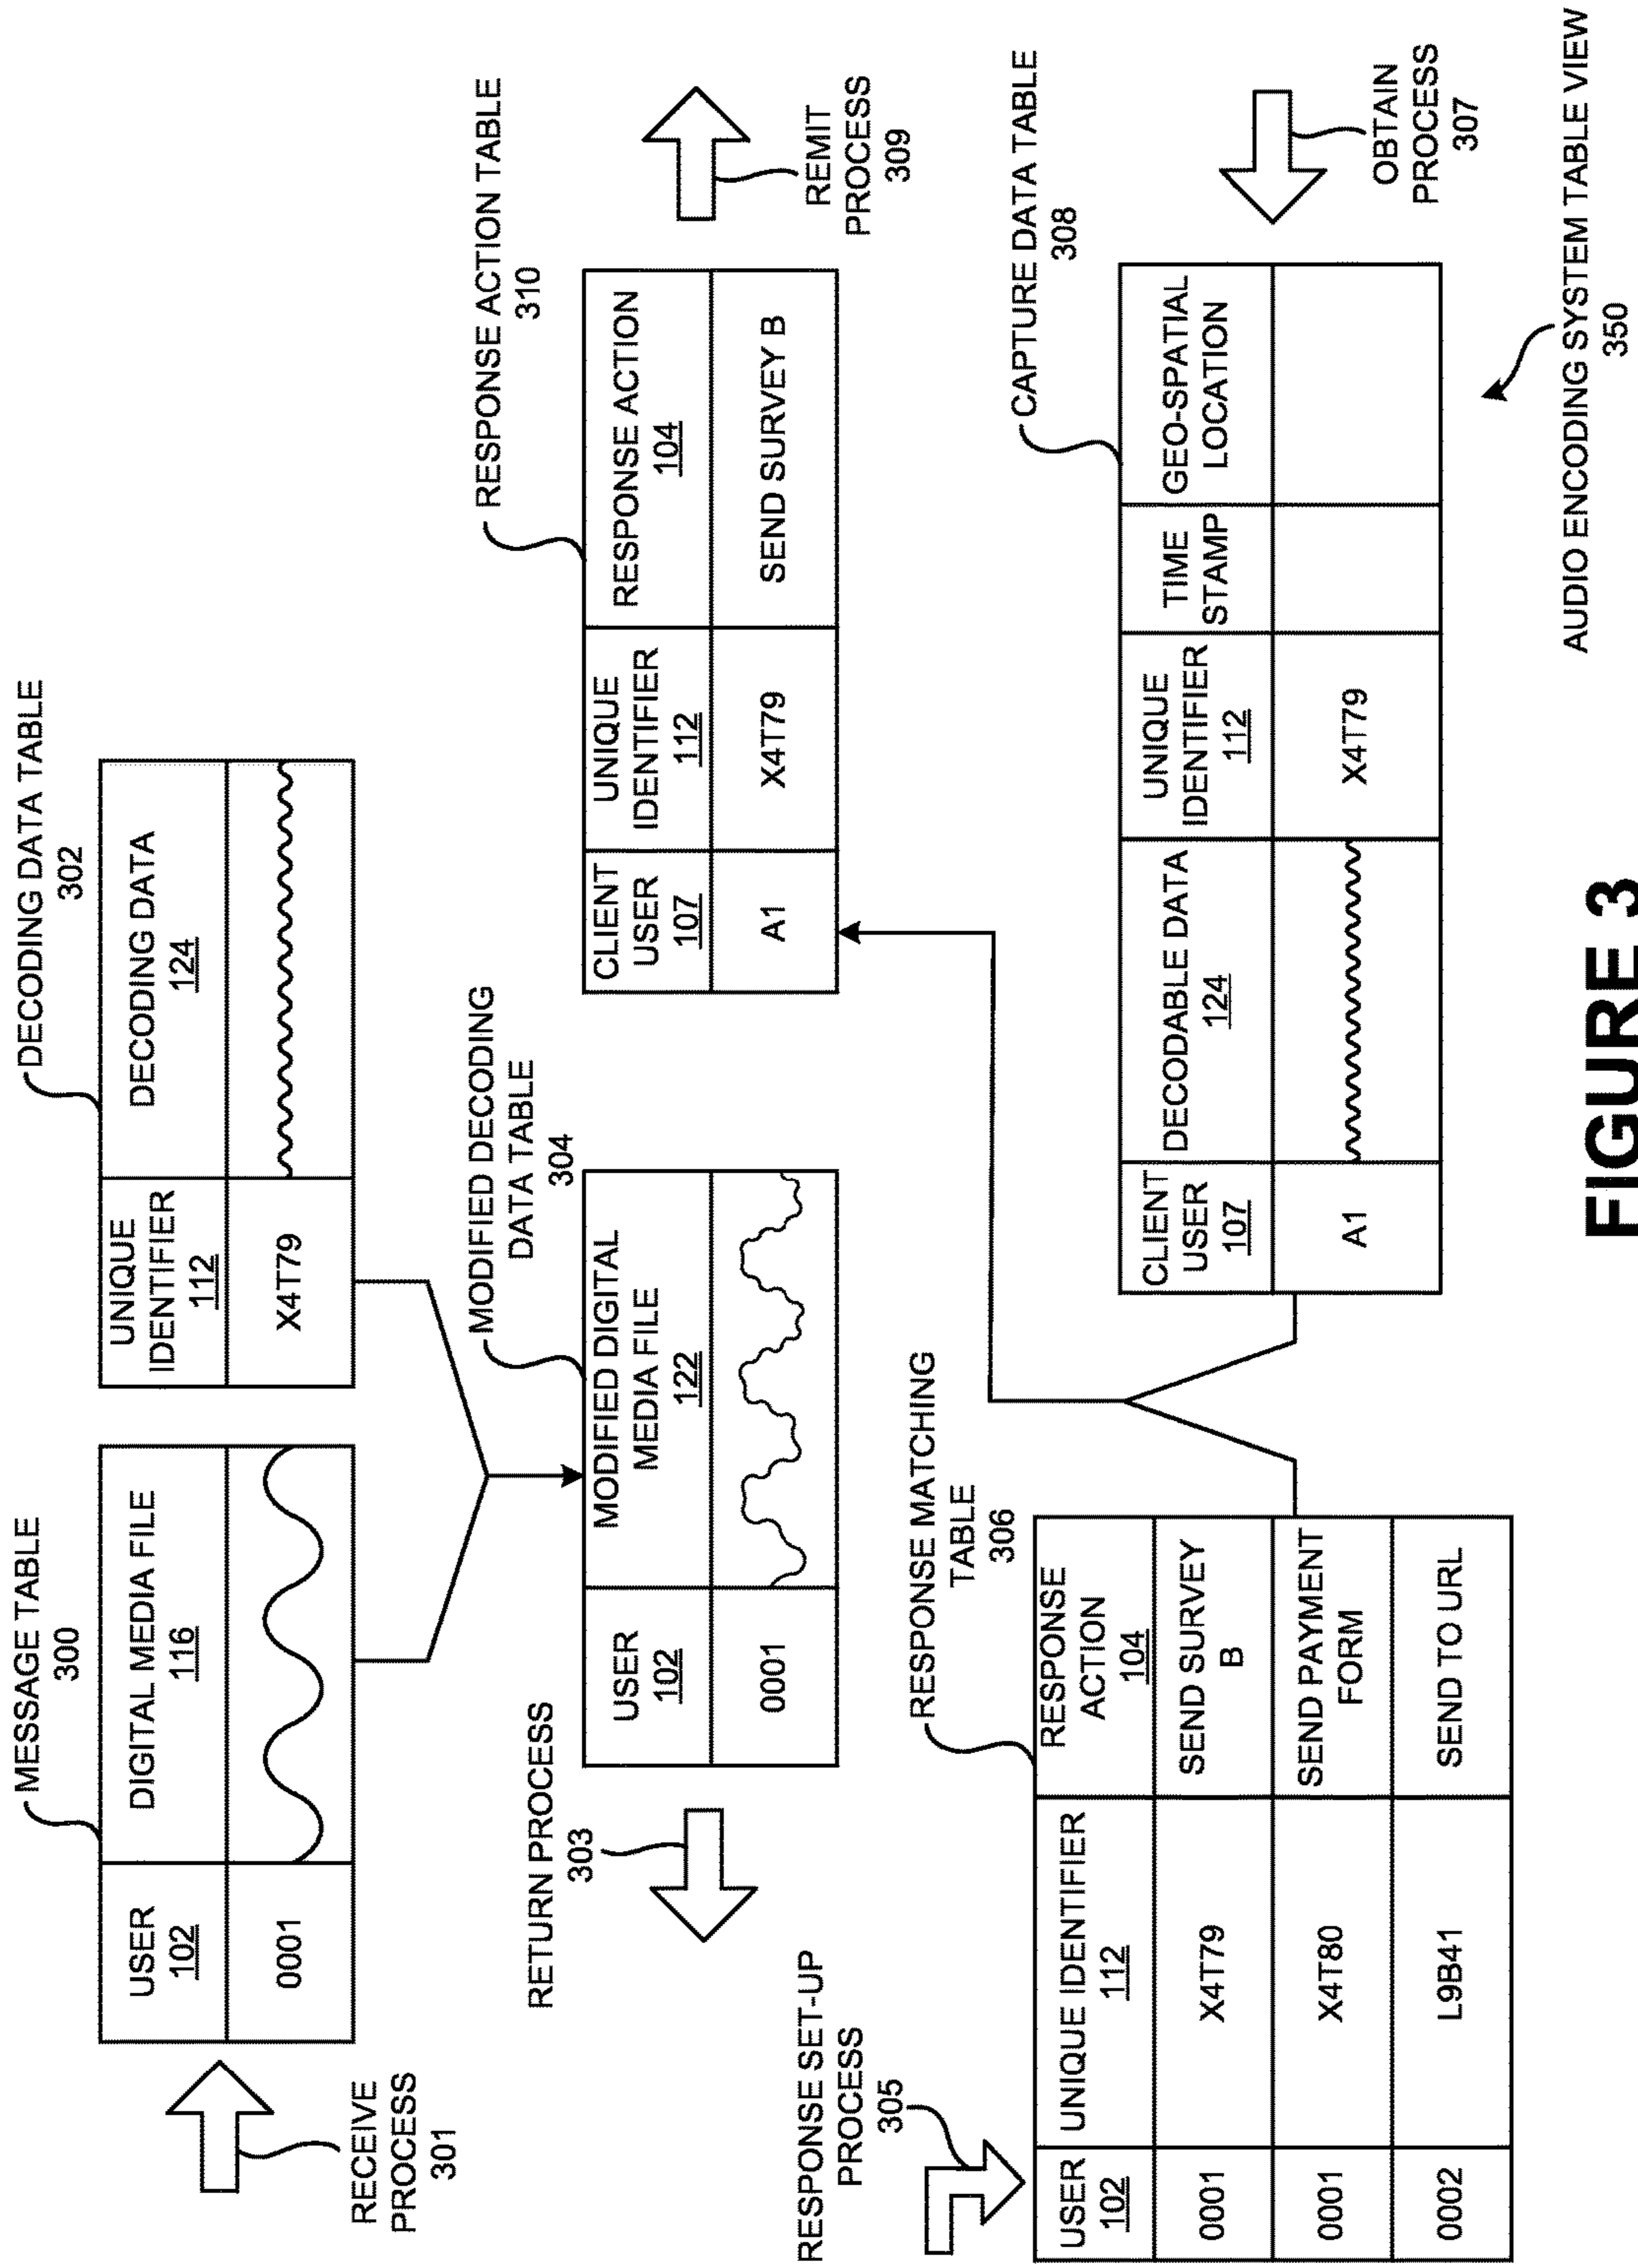 MESSAGE TABLE
300
DECODING DATA TABLE
302
RECEIVE
PROCESS
301
USER
102
DIGITAL MEDIA FILE
116
0001
UNIQUE
IDENTIFIER
112
DECODING DATA
124
X4T79
RETURN PROCESS
303
MODIFIED DECODING
DATA TABLE
304
USER
102
MODIFIED DIGITAL
MEDIA FILE
122
0001
RESPONSE ACTION TABLE
310
CLIENT
USER
107
UNIQUE
IDENTIFIER
112
RESPONSE ACTION
104
A1
X4T79
SEND SURVEY B
REMIT
PROCESS
309
RESPONSE SET-UP
PROCESS
305
RESPONSE MATCHING
TABLE
306
USER
102
UNIQUE IDENTIFIER
112
RESPONSE
ACTION
104
0001
X4T79
SEND SURVEY
B
0001
X4T80
SEND PAYMENT
FORM
0002
L9B41
SEND TO URL
CAPTURE DATA TABLE
308
CLIENT
USER
107
DECODABLE DATA
124
UNIQUE
IDENTIFIER
112
TIME
STAMP
GEO-SPATIAL
LOCATION
A1
X4T79
OBTAIN
PROCESS
307
AUDIO ENCODING SYSTEM TABLE VIEW
350
FIGURE 3